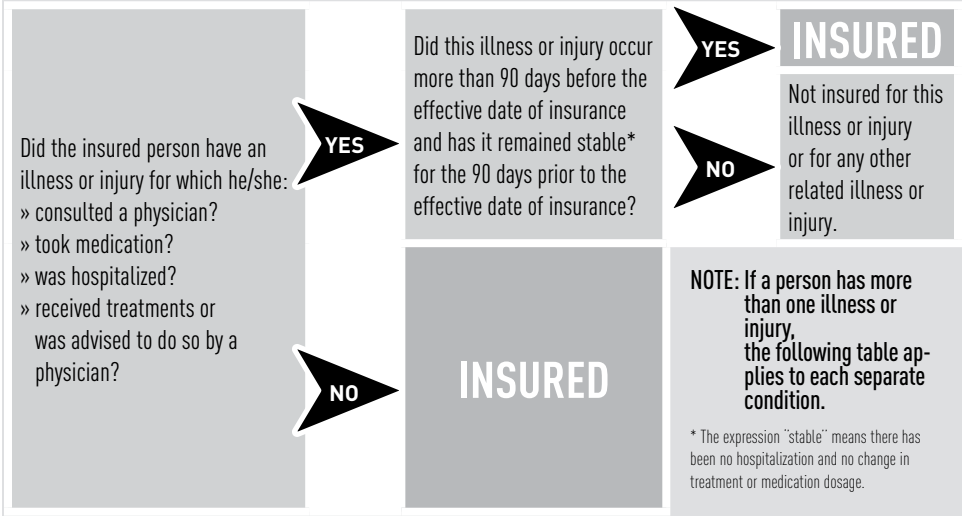 Did the insured person have an
illness or injury for which he/she:
» consulted a physician?
» took medication?
» was hospitalized?
» received treatments or
was advised to do so by a
physician?
YES
Did this illness or injury occur
more than 90 days before the
effective date of insurance
and has it remained stable*
for the 90 days prior to the
effective date of insurance?
YES
INSURED
NO
Not insured for this
illness or injury
or for any other
related illness or
injury.
NO
INSURED
NOTE: If a person has more
than one illness or
injury,
the following table ap-
plies to each separate
condition.
* The expression ¨stable¨ means there has
been no hospitalization and no change in
treatment or medication dosage.